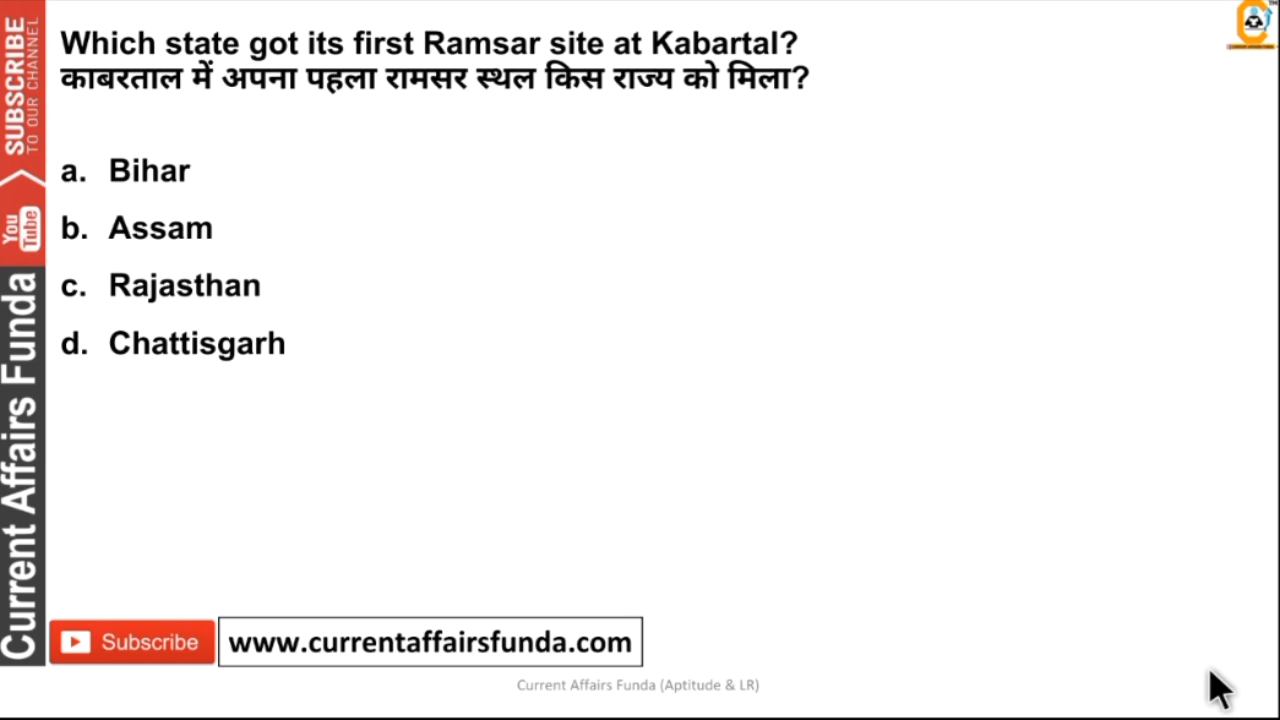 Which state got its first Ramsar site at Kabartal?
काबरताल में अपना पहला रामसर स्थल किस राज्य को मिला?
a. Bihar
b. Assam
c. Rajasthan
d. Chattisgarh
SUBSCRIBE
TO OUR CHANNEL
You Tube
Current Affairs Funda
Subscribe
www.currentaffairsfunda.com
Current Affairs Funda (Aptitude & LR)